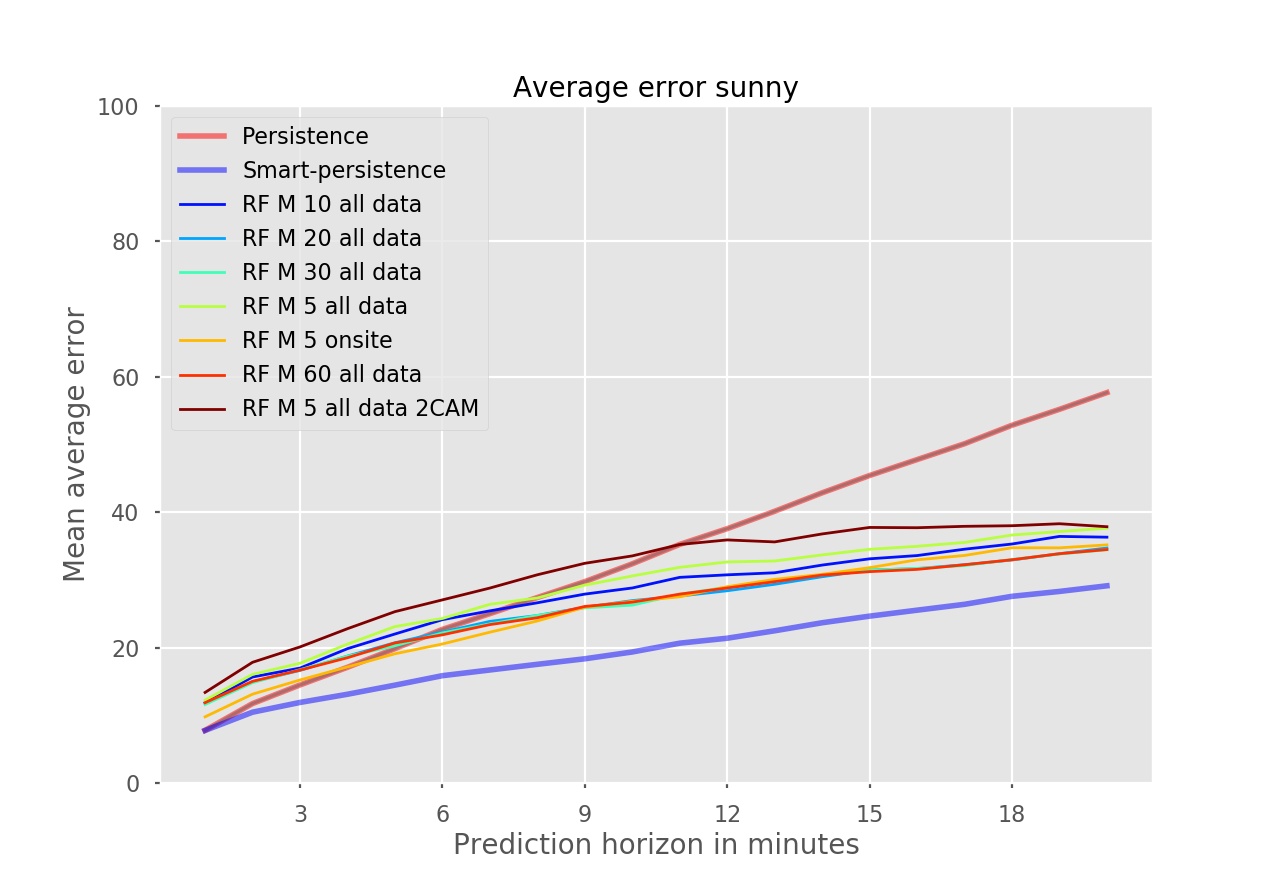 Average error sunny
Mean average error
100
80
60
40
20
0
Persistence
Smart-persistence
RF M 10 all data
RF M 20 all data
RF M 30 all data
RF M 5 all data
RF M 5 onsite
RF M 60 all data
RF M 5 all data 2CAM
3 6 9 12 15 18
Prediction horizon in minutes